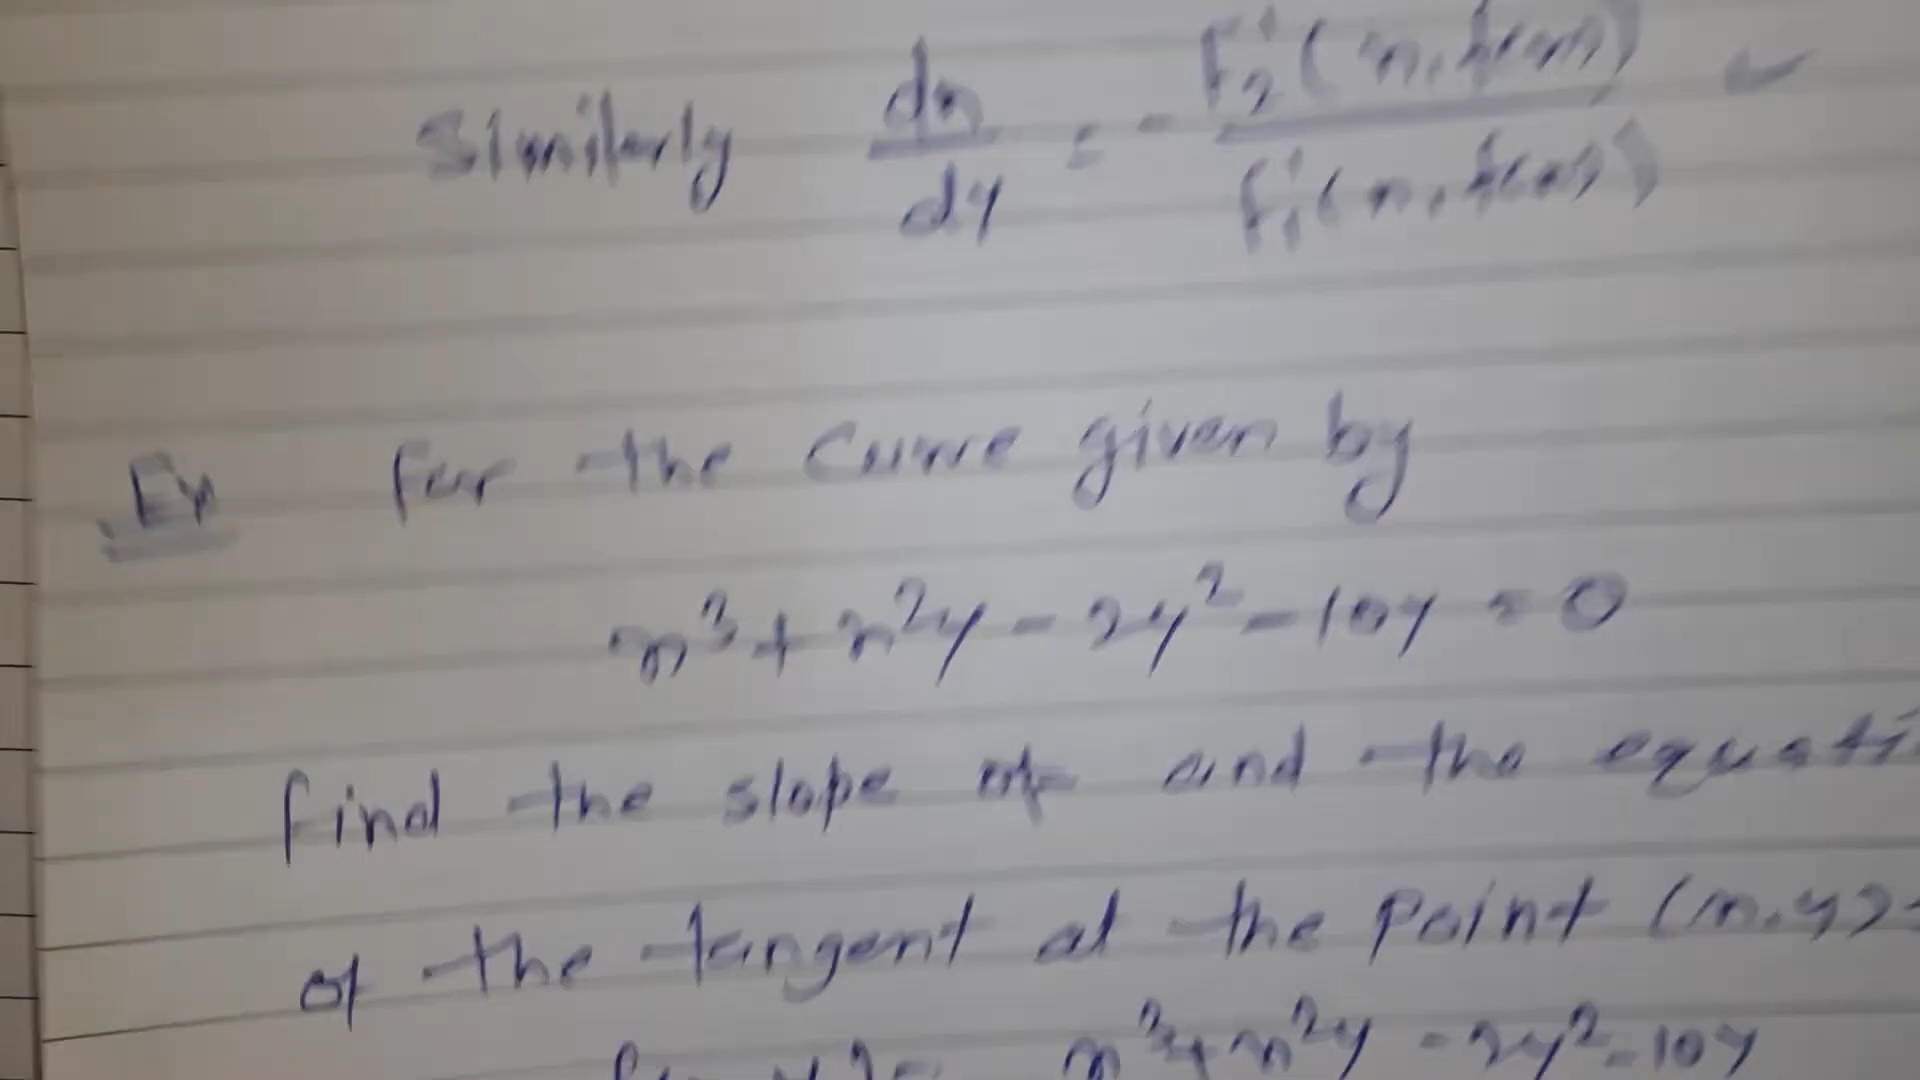 Similarly dx/dy = - F₂'(x, f(x)) / F₁'(x, f(x))
Ex For the curve given by
x³ + x²y - 2y² - 10y = 0
find the slope of and the equati
of the tangent at the point (x, y) =
f(x, y) = x³ + x²y - 2y² - 10y